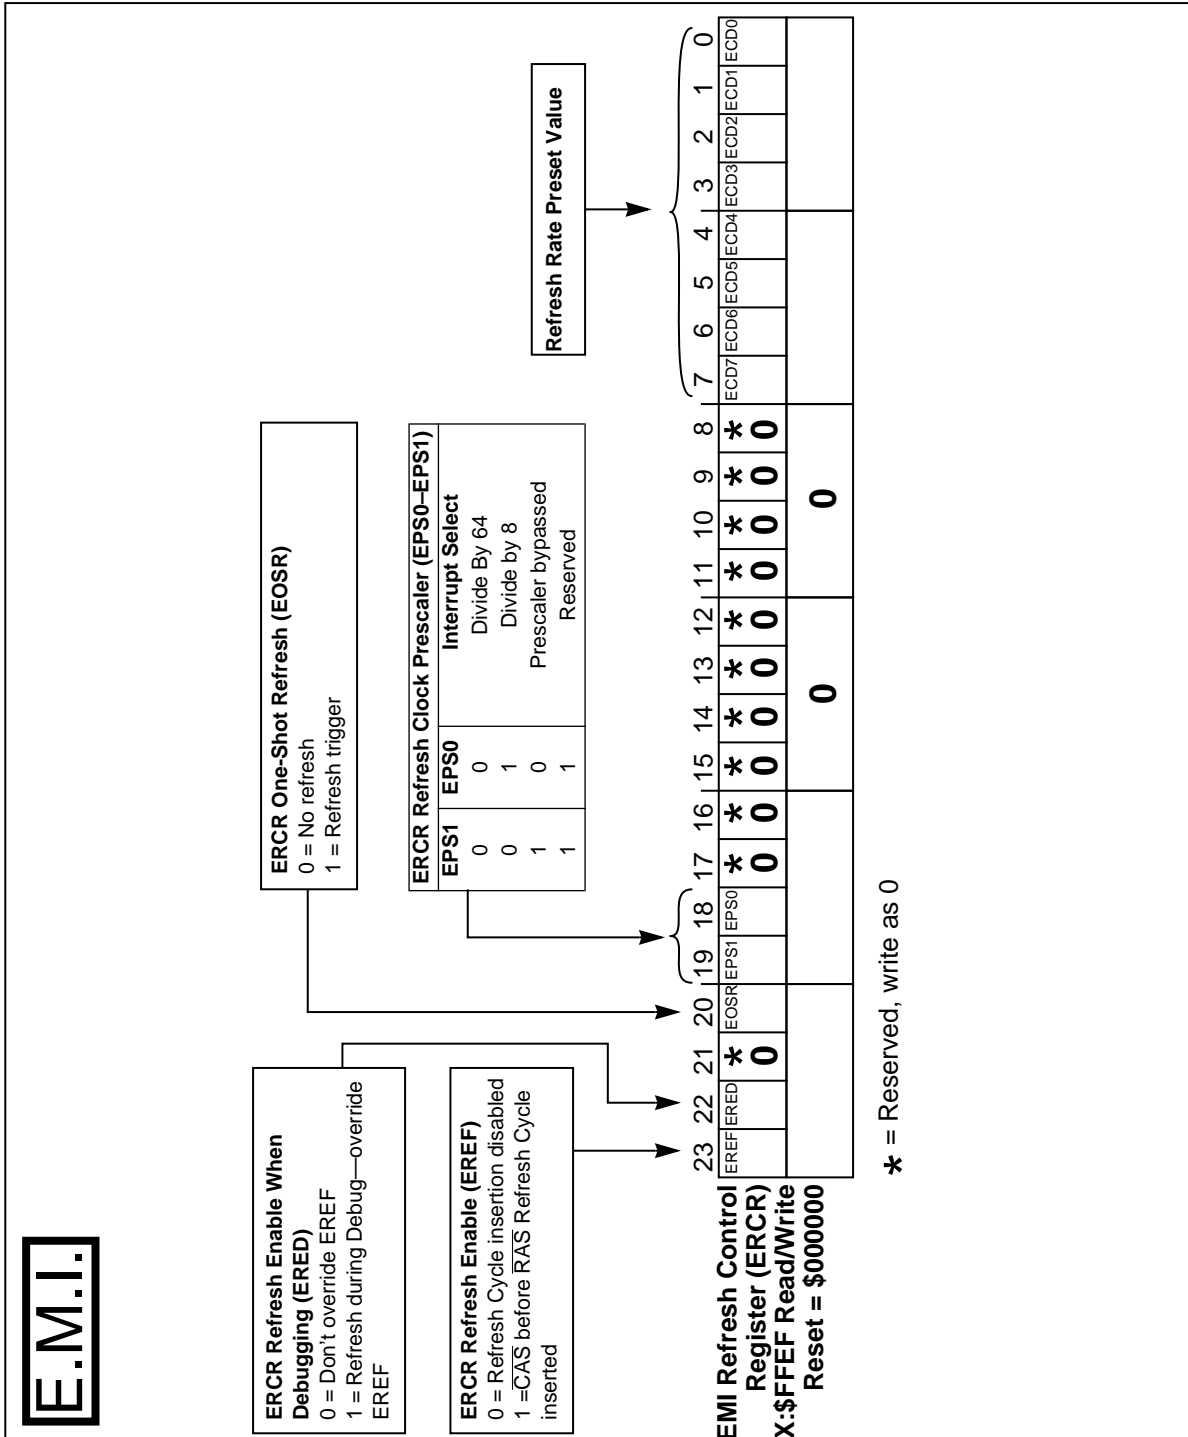 E.M.I.
ERCR Refresh Enable When
Debugging (ERED)
0 = Don't override EREF
1 = Refresh during Debug—override
EREF
ERCR Refresh Enable (EREF)
0 = Refresh Cycle insertion disabled
1 =CAS before RAS Refresh Cycle
inserted
ERCR One-Shot Refresh (EOSR)
0 = No refresh
1 = Refresh trigger
ERCR Refresh Clock Prescaler (EPS0–EPS1)
EPS1 EPS0 Interrupt Select
0 0 Divide By 64
0 1 Divide by 8
1 0 Prescaler bypassed
1 1 Reserved
Refresh Rate Preset Value
23 22 21 20 19 18 17 16 15 14 13 12 11 10 9 8 7 6 5 4 3 2 1 0
EREF ERED * EOSR EPS1 EPS0 * * * * * * * * * * ECD7 ECD6 ECD5 ECD4 ECD3 ECD2 ECD1 ECD0
0 0 0 0 0 0 0 0 0 0 0
0 0
EMI Refresh Control
Register (ERCR)
X:$FFEF Read/Write
Reset = $000000
* = Reserved, write as 0